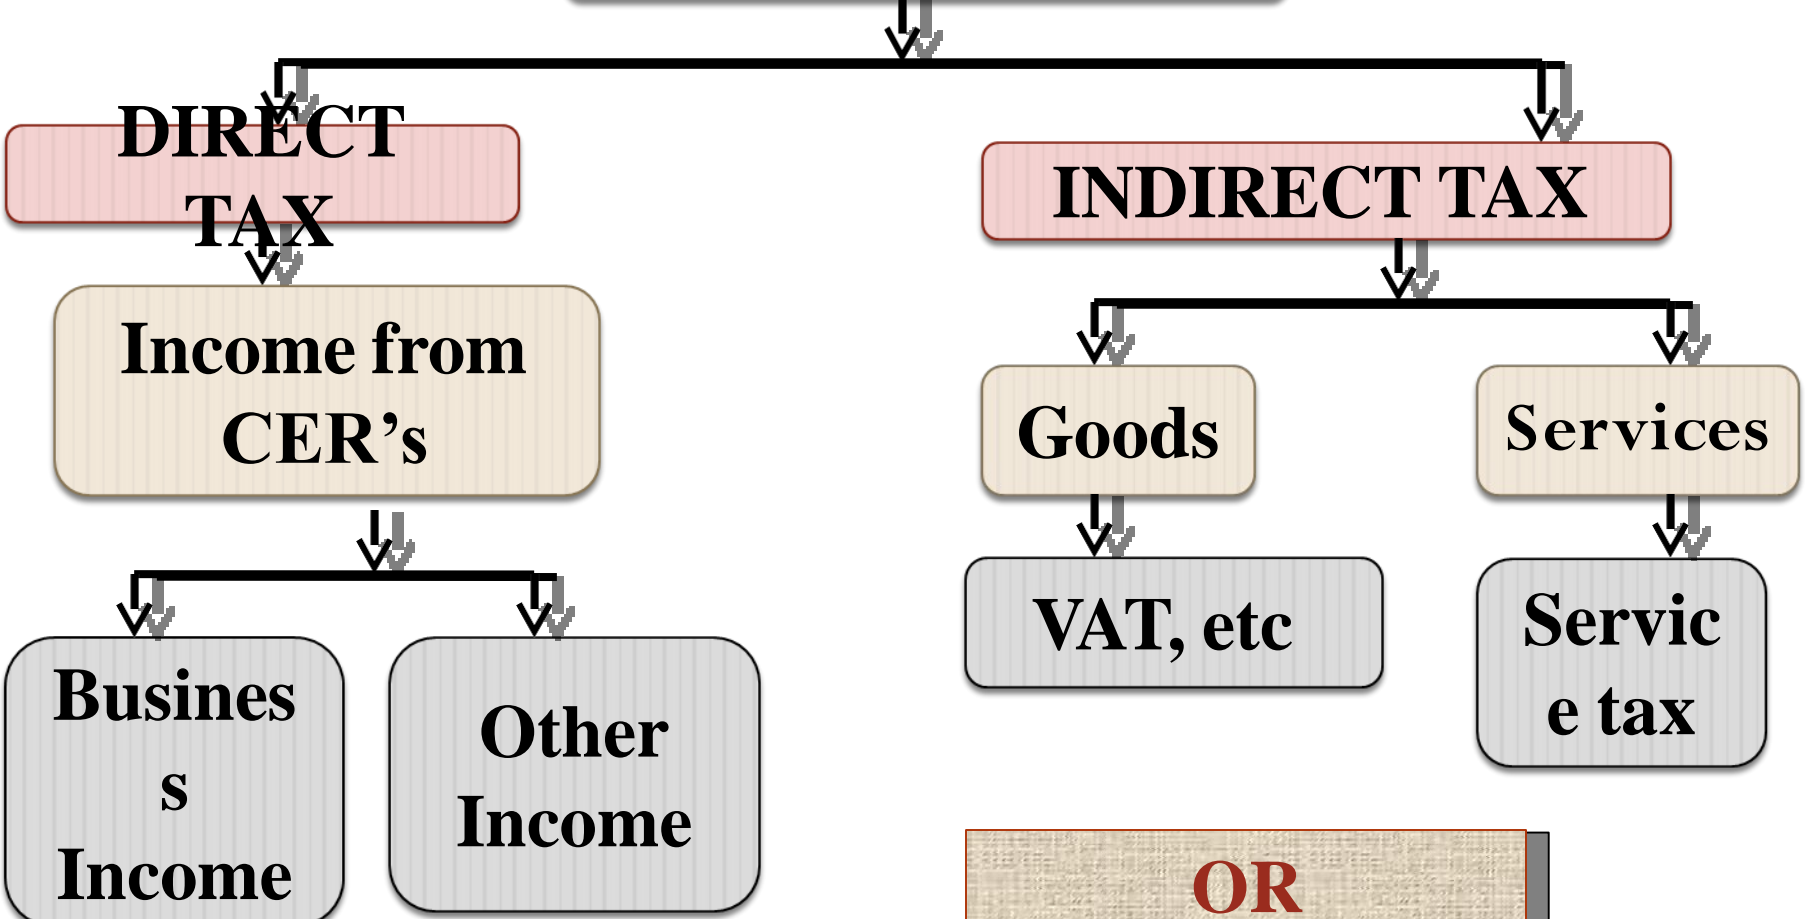 DIRECT
TAX
INDIRECT TAX
Income from
CER’s
Goods
Services
VAT, etc
Servic
e tax
Busines
s
Income
Other
Income
OR